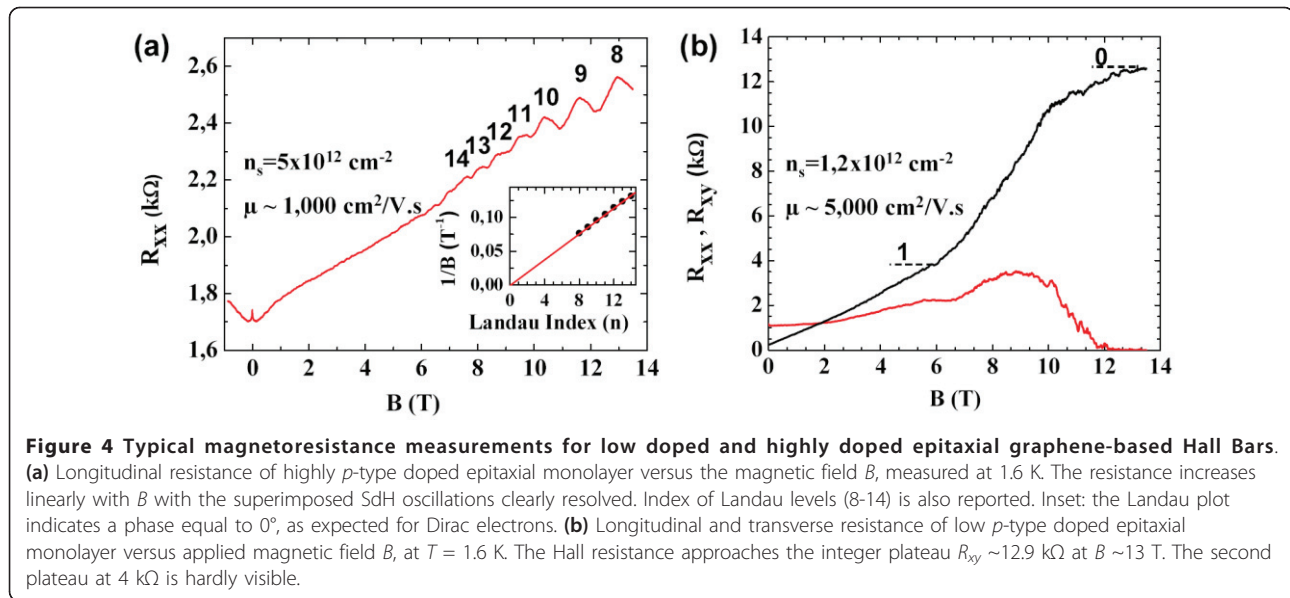 (a)
2,6
2,4
2,2
2,0
1,8
1,6
R_xx (kΩ)
n_s=5x10^12 cm^-2
μ ~ 1,000 cm^2/V.s
14 13 12 11 10 9 8
0,10
0,05
0,00
1/B (T^-1)
0 4 8 12
Landau Index (n)
0 2 4 6 8 10 12 14
B (T)
(b)
14
12
10
8
6
4
2
0
R_xx , R_xy (kΩ)
n_s=1,2x10^12 cm^-2
μ ~ 5,000 cm^2/V.s
0
1
0 2 4 6 8 10 12 14
B (T)
Figure 4 Typical magnetoresistance measurements for low doped and highly doped epitaxial graphene-based Hall Bars.
(a) Longitudinal resistance of highly p-type doped epitaxial monolayer versus the magnetic field B, measured at 1.6 K. The resistance increases
linearly with B with the superimposed SdH oscillations clearly resolved. Index of Landau levels (8-14) is also reported. Inset: the Landau plot
indicates a phase equal to 0°, as expected for Dirac electrons. (b) Longitudinal and transverse resistance of low p-type doped epitaxial
monolayer versus applied magnetic field B, at T = 1.6 K. The Hall resistance approaches the integer plateau R_xy ~12.9 kΩ at B ~13 T. The second
plateau at 4 kΩ is hardly visible.